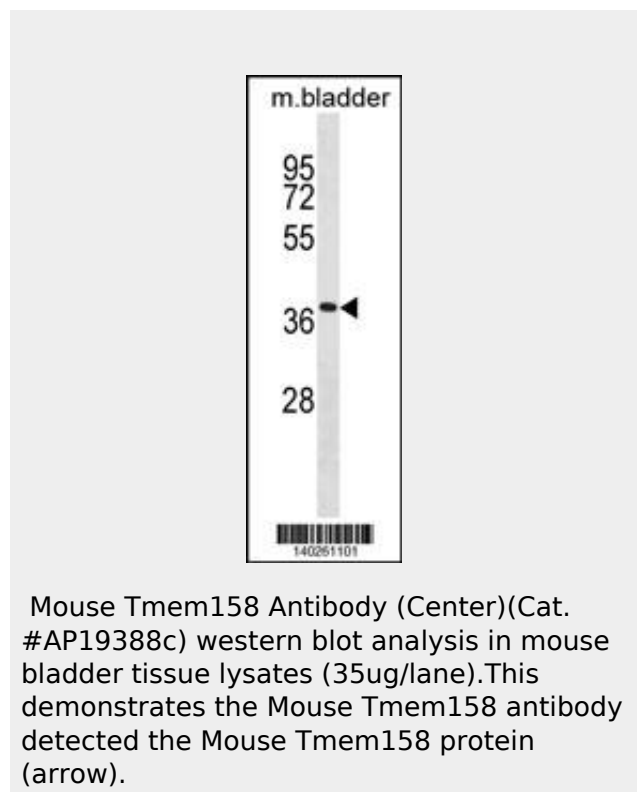 m.bladder
95
72
55
36
28
140261101
Mouse Tmem158 Antibody (Center)(Cat.
#AP19388c) western blot analysis in mouse
bladder tissue lysates (35ug/lane).This
demonstrates the Mouse Tmem158 antibody
detected the Mouse Tmem158 protein
(arrow).